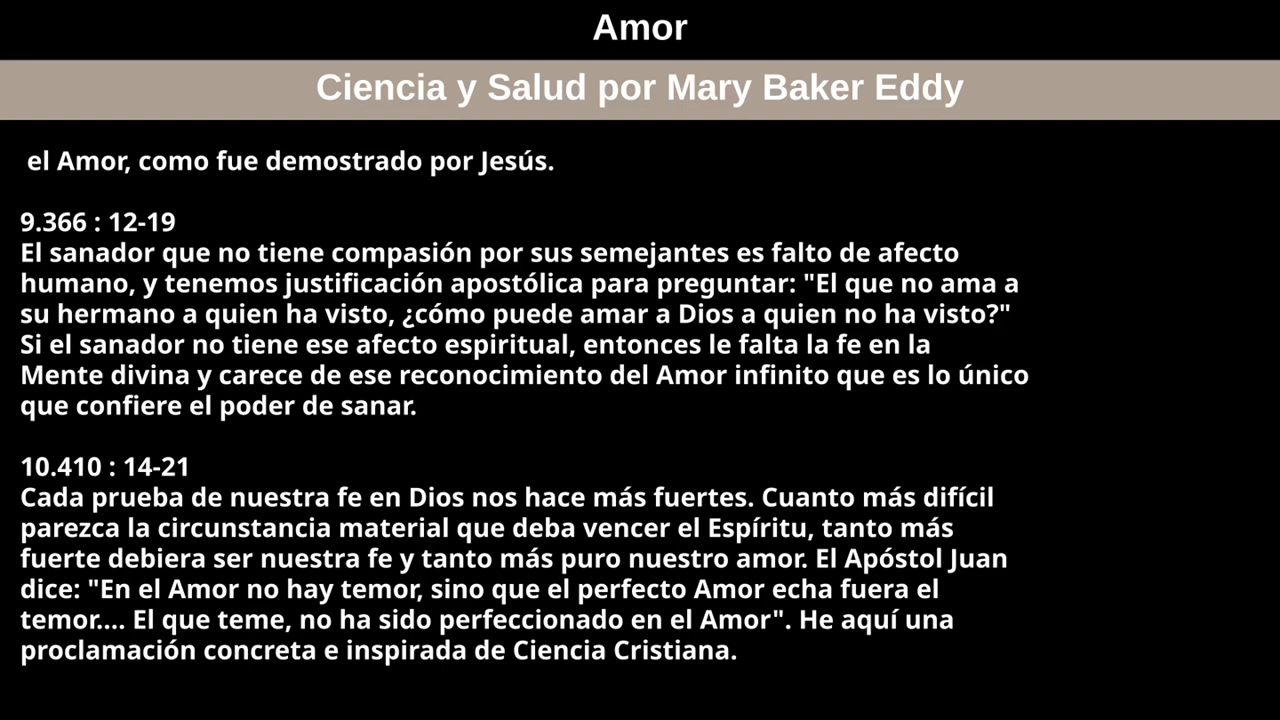 Amor
Ciencia y Salud por Mary Baker Eddy
el Amor, como fue demostrado por Jesús.
9.366 : 12-19
El sanador que no tiene compasión por sus semejantes es falto de afecto
humano, y tenemos justificación apostólica para preguntar: "El que no ama a
su hermano a quien ha visto, ¿cómo puede amar a Dios a quien no ha visto?"
Si el sanador no tiene ese afecto espiritual, entonces le falta la fe en la
Mente divina y carece de ese reconocimiento del Amor infinito que es lo único
que confiere el poder de sanar.
10.410 : 14-21
Cada prueba de nuestra fe en Dios nos hace más fuertes. Cuanto más difícil
parezca la circunstancia material que deba vencer el Espíritu, tanto más
fuerte debiera ser nuestra fe y tanto más puro nuestro amor. El Apóstol Juan
dice: "En el Amor no hay temor, sino que el perfecto Amor echa fuera el
temor.... El que teme, no ha sido perfeccionado en el Amor". He aquí una
proclamación concreta e inspirada de Ciencia Cristiana.